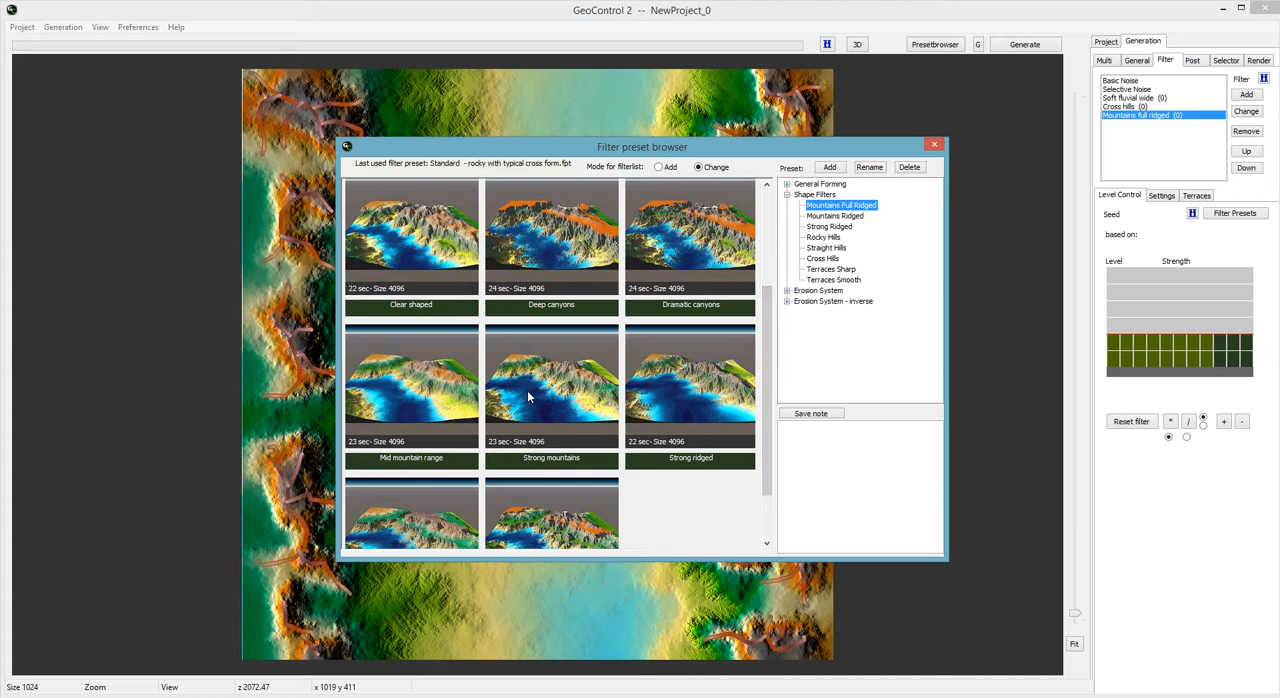 GeoControl 2 -- NewProject_0
Project Generation View Preferences Help
H 3D Presetbrowser G Generate
Project Generation
Multi General Filter Post Selector Render
Basic Noise
Selective Noise
Soft fluvial wide (0)
Cross hills (0)
Mountains full ridged (0)
Filter H
Add
Change
Remove
Up
Down
Level Control Settings Terraces
Seed H Filter Presets
based on:
Level Strength
Reset filter * / + -
Fit
Filter preset browser
Last used filter preset: Standard - rocky with typical cross form.fpt
Mode for filterlist: Add Change
Preset: Add Rename Delete
General Forming
Shape Filters
Mountains Full Ridged
Mountains Ridged
Strong Ridged
Rocky Hills
Straight Hills
Cross Hills
Terraces Sharp
Terraces Smooth
Erosion System
Erosion System - inverse
Save note
22 sec- Size 4096 24 sec- Size 4096 24 sec- Size 4096
Clear shaped Deep canyons Dramatic canyons
23 sec- Size 4096 23 sec- Size 4096 22 sec- Size 4096
Mid mountain range Strong mountains Strong ridged
Size 1024 Zoom View z 2072.47 x 1019 y 411